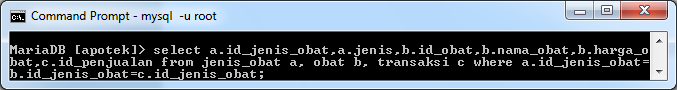 Command Prompt - mysql -u root
MariaDB [apotek]> select a.id_jenis_obat,a.jenis,b.id_obat,b.nama_obat,b.harga_o
bat,c.id_penjualan from jenis_obat a, obat b, transaksi c where a.id_jenis_obat=
b.id_jenis_obat=c.id_jenis_obat;